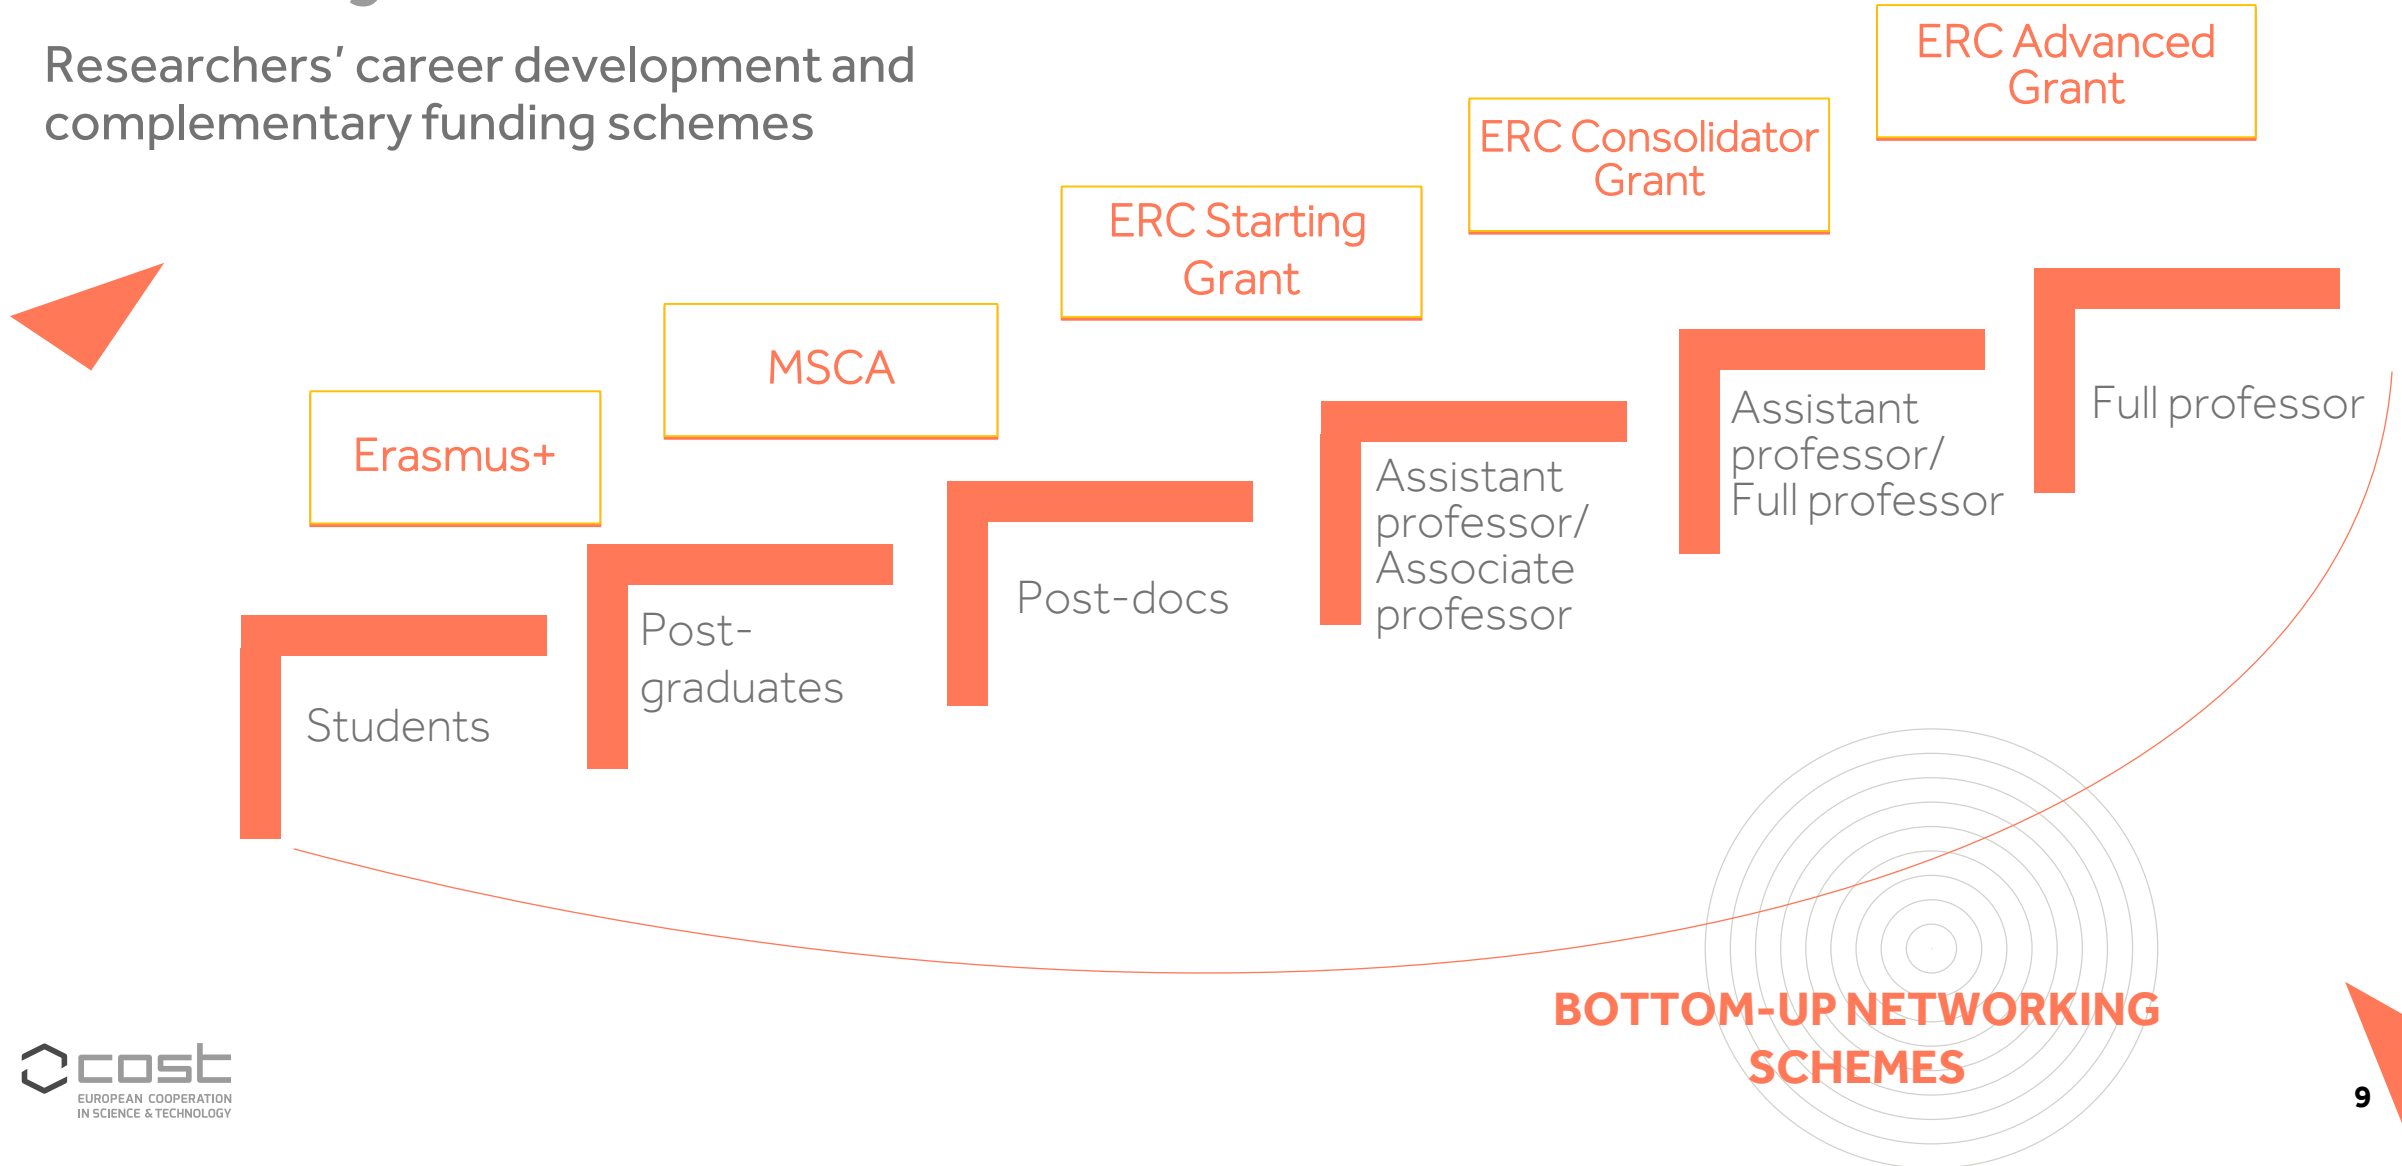 Researchers’ career development and
complementary funding schemes
ERC Advanced
Grant
ERC Consolidator
Grant
ERC Starting
Grant
MSCA
Erasmus+
Students
Post-
graduates
Post-docs
Assistant
professor/
Associate
professor
Assistant
professor/
Full professor
Full professor
BOTTOM-UP NETWORKING
SCHEMES
cost
EUROPEAN COOPERATION
IN SCIENCE & TECHNOLOGY
9